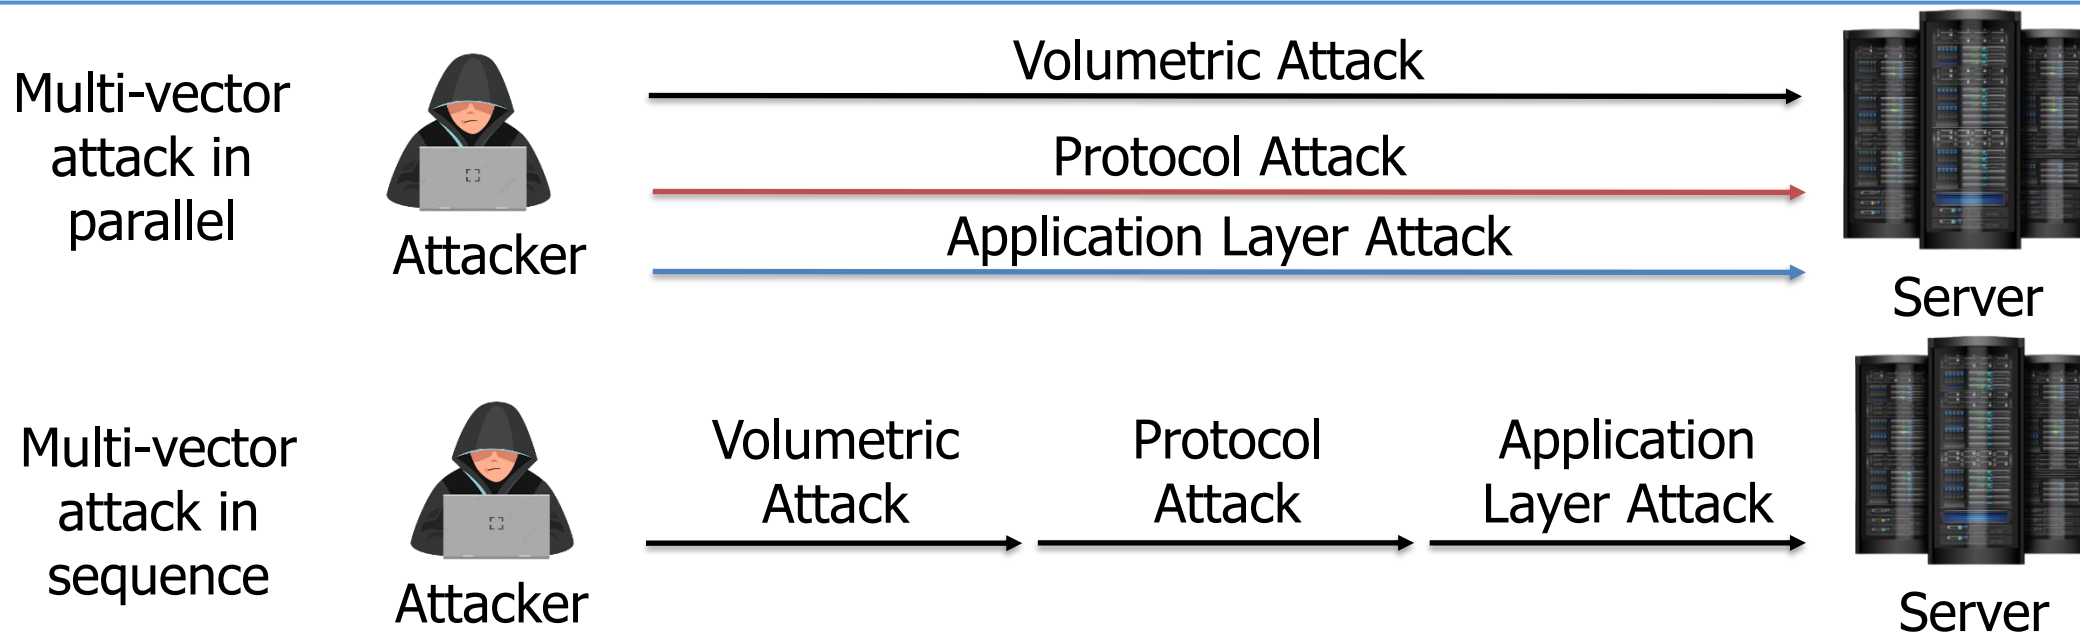 Multi-vector
attack in
parallel
Attacker
Volumetric Attack
Protocol Attack
Application Layer Attack
Server
Multi-vector
attack in
sequence
Attacker
Volumetric
Attack
Protocol
Attack
Application
Layer Attack
Server